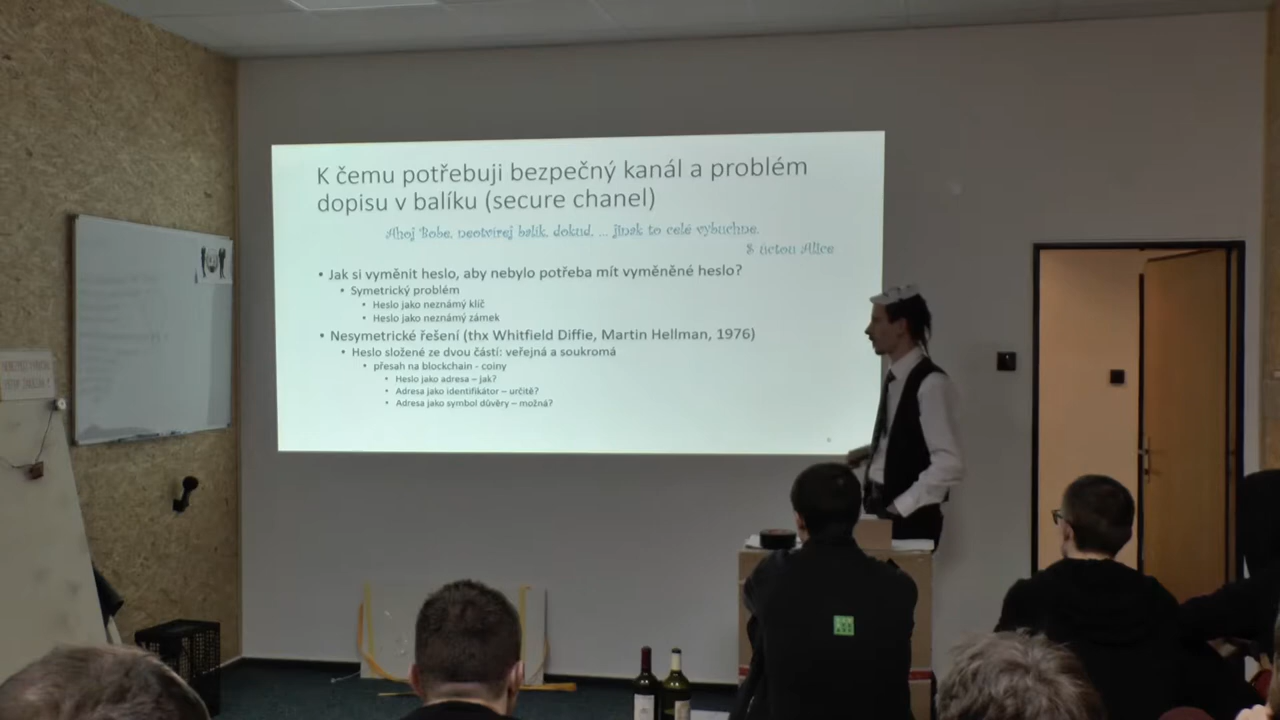 K čemu potřebuji bezpečný kanál a problém
dopisu v balíku (secure chanel)
Ahoj Bobe, neotvírej balík, dokud, ... jinak to celé vybuchne.
S úctou Alice
• Jak si vyměnit heslo, aby nebylo potřeba mít vyměněné heslo?
• Symetrický problém
• Heslo jako neznámý klíč
• Heslo jako neznámý zámek
• Nesymetrické řešení (thx Whitfield Diffie, Martin Hellman, 1976)
• Heslo složené ze dvou částí: veřejná a soukromá
• přesah na blockchain - coiny
• Heslo jako adresa – jak?
• Adresa jako identifikátor – určitě?
• Adresa jako symbol důvěry – možná?